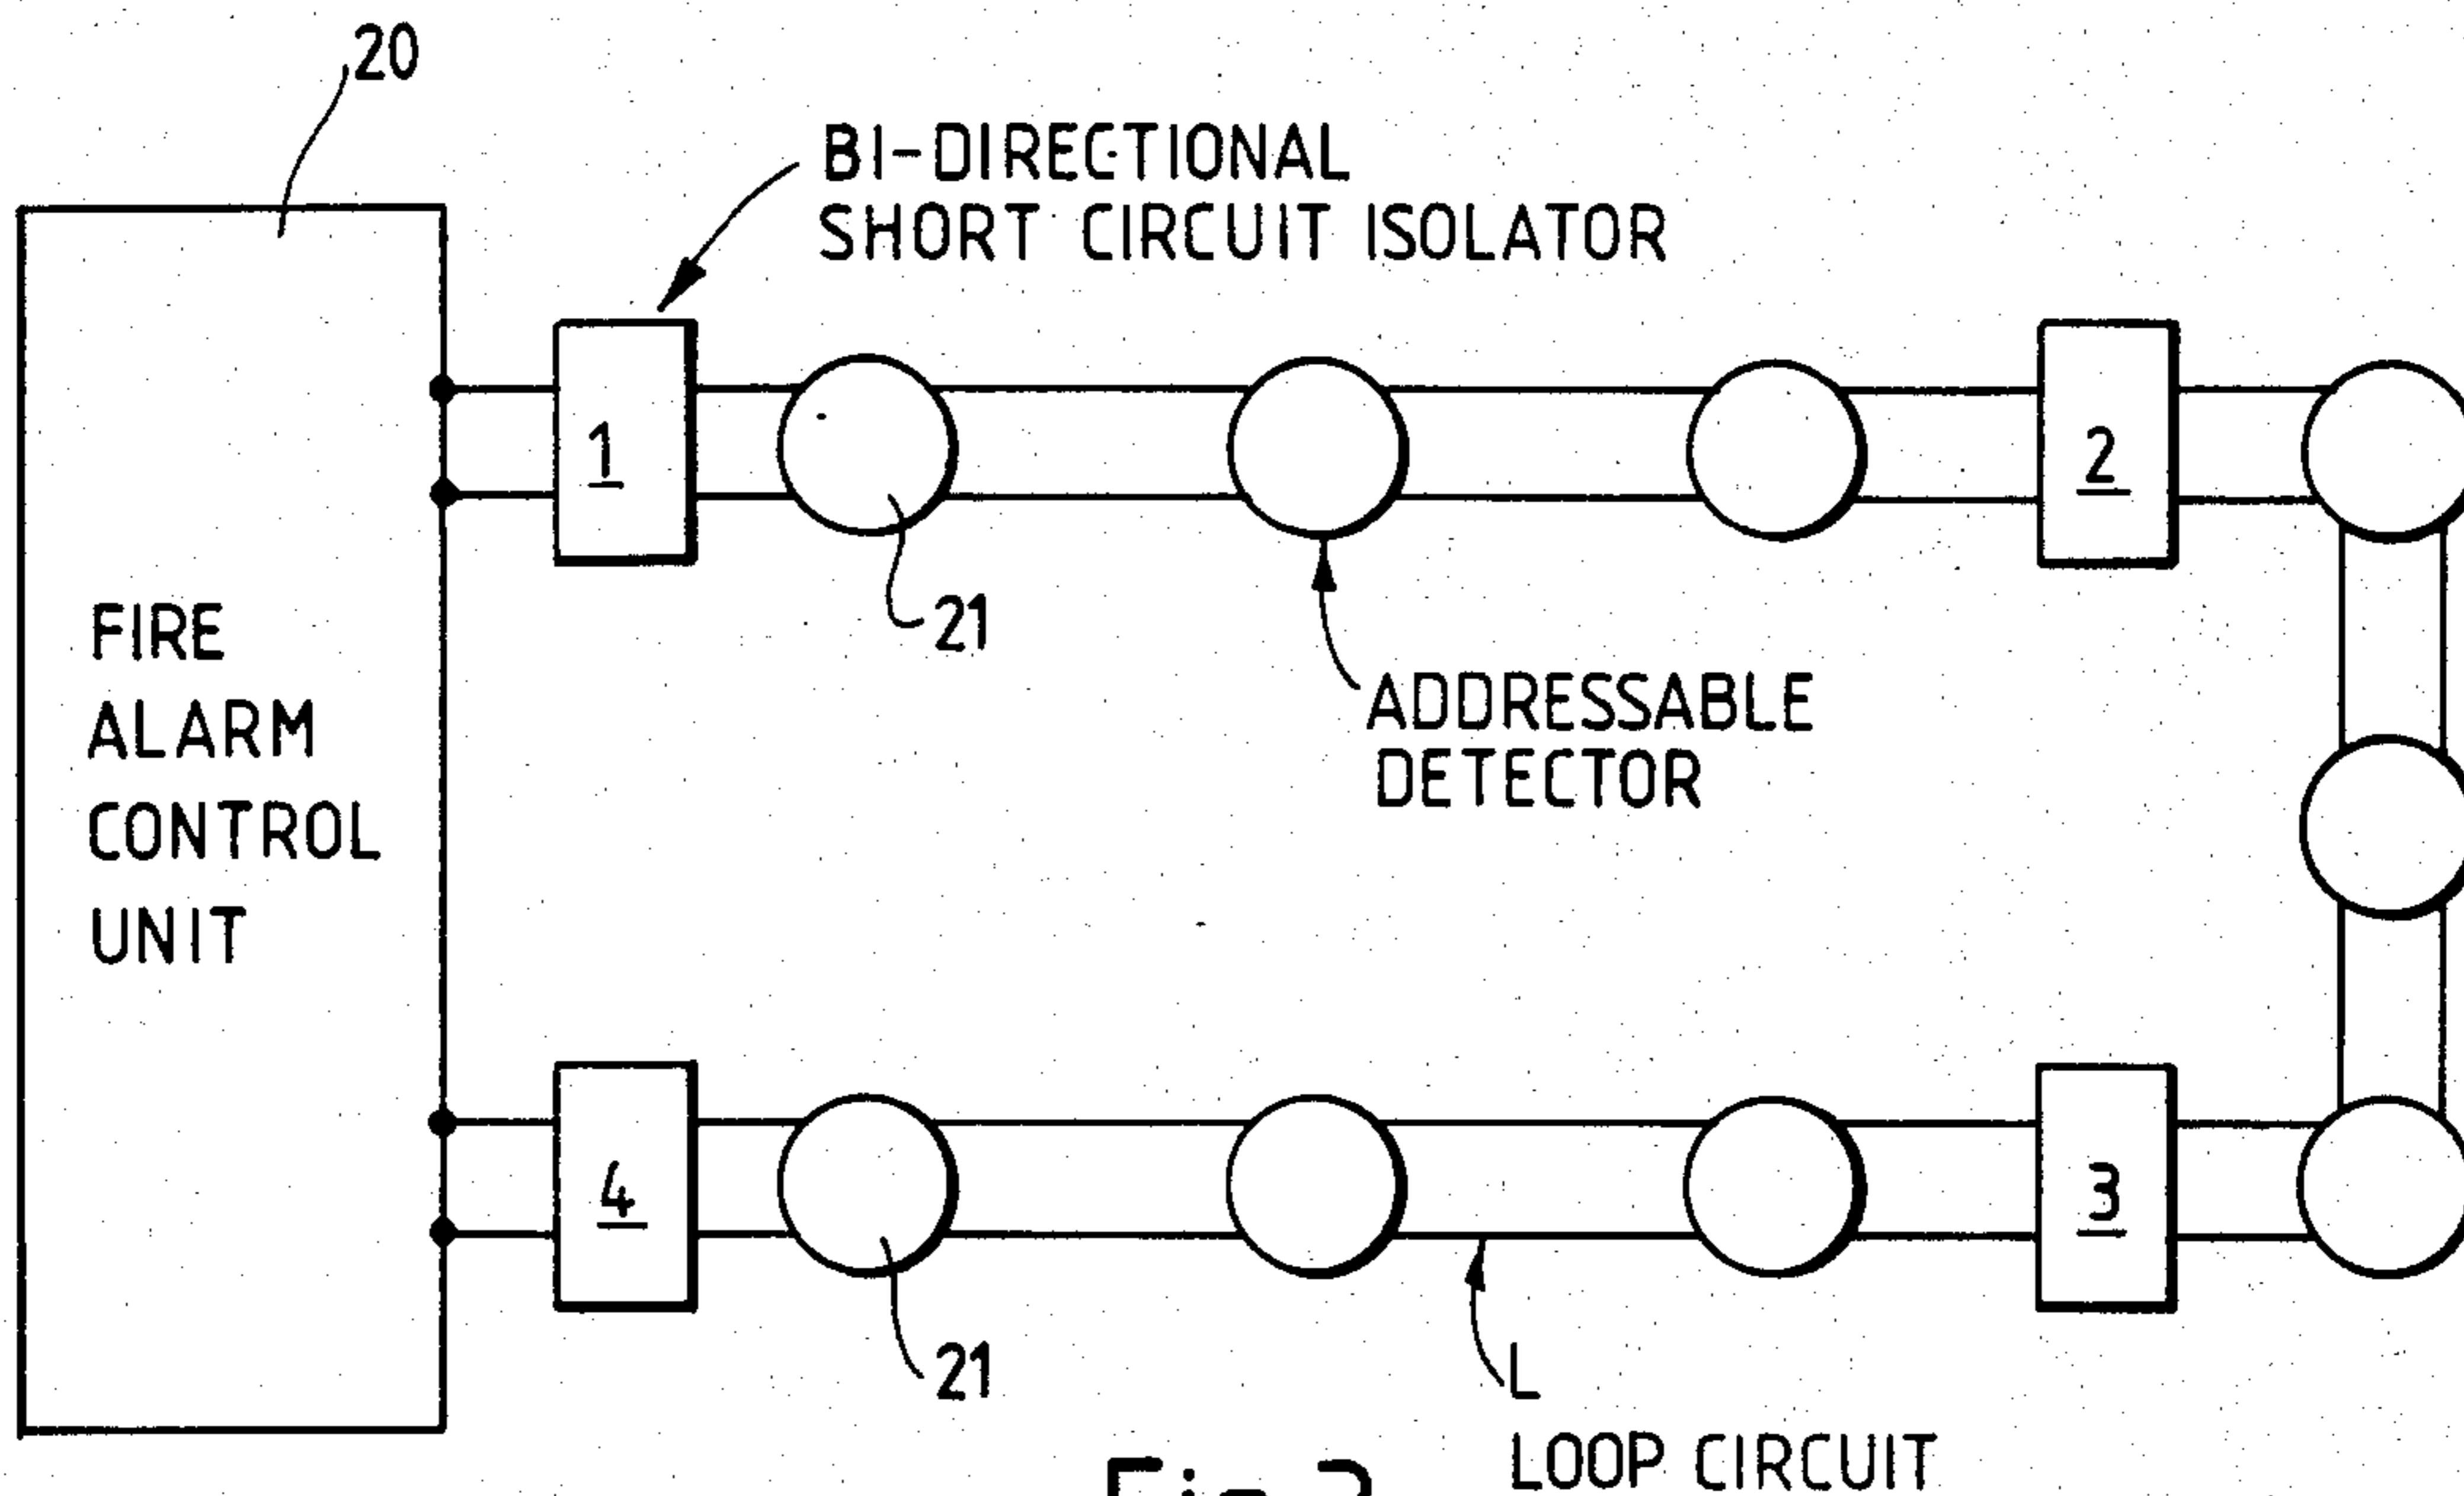 20
BI-DIRECTIONAL
SHORT CIRCUIT ISOLATOR
1
2
21
FIRE
ALARM
CONTROL
UNIT
ADDRESSABLE
DETECTOR
4
3
21
L
LOOP CIRCUIT